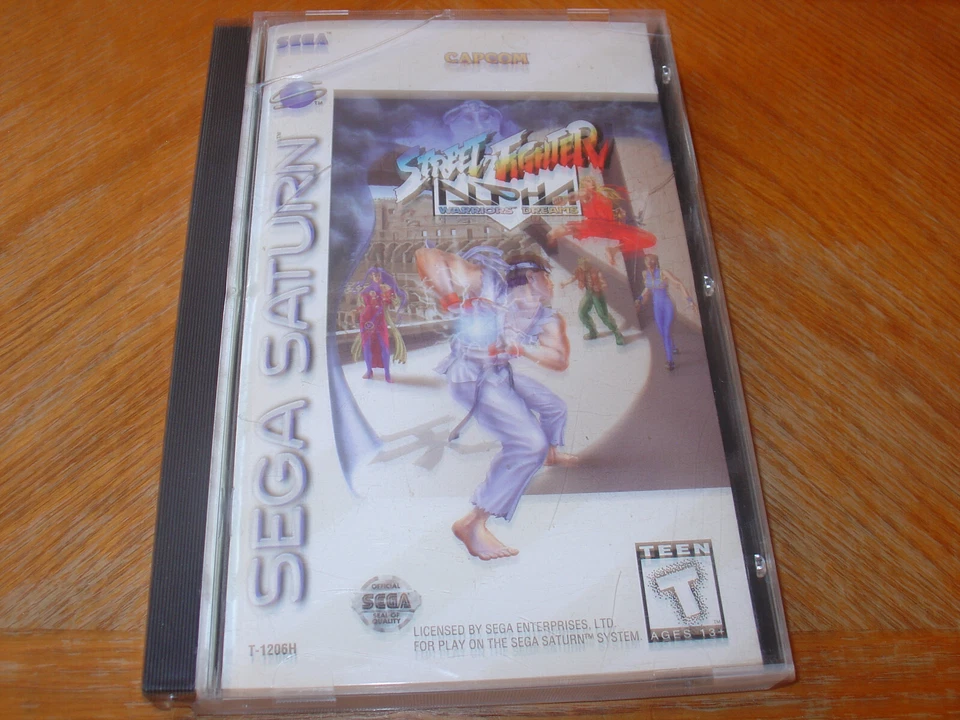 SEGA
CAPCOM
SEGA SATURN™
STREET FIGHTER
ALPHA
WARRIORS' DREAMS
OFFICIAL
SEGA
SEAL OF
QUALITY
LICENSED BY SEGA ENTERPRISES, LTD.
FOR PLAY ON THE SEGA SATURN™ SYSTEM.
T-1206H
TEEN
T
AGES 13+